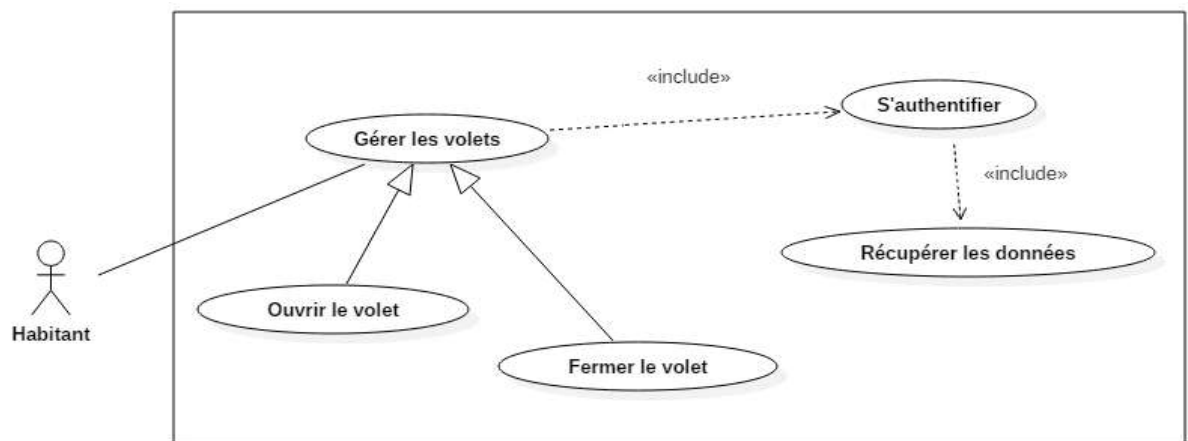 «include»
S'authentifier
Gérer les volets
«include»
Récupérer les données
Ouvrir le volet
Habitant
Fermer le volet